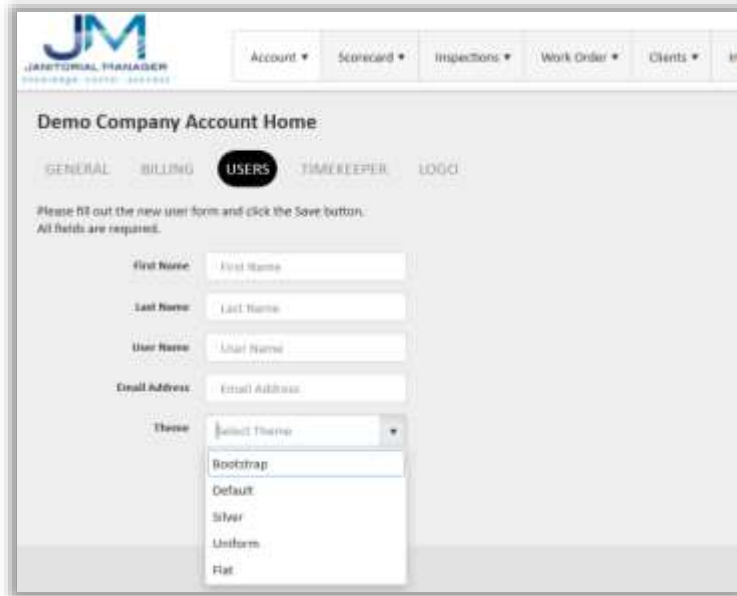 JM
JANITORIAL MANAGER
Account ▾ Scorecard ▾ Inspections ▾ Work Order ▾ Clients ▾
Demo Company Account Home
GENERAL BILLING USERS TIMEKEEPER LOGO
Please fill out the new user form and click the Save button.
All fields are required.
First Name First Name
Last Name Last Name
User Name User Name
Email Address Email Address
Theme Select Theme
Bootstrap
Default
Silver
Uniform
Flat